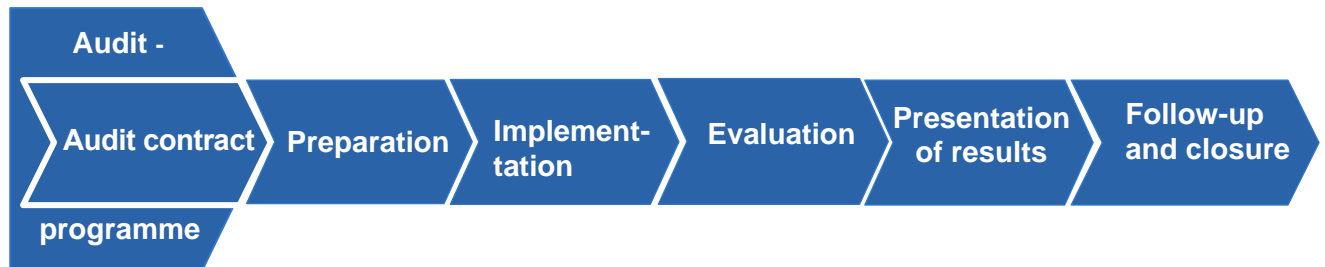 Audit -
Audit contract
programme
Preparation
Implement-
tation
Evaluation
Presentation
of results
Follow-up
and closure